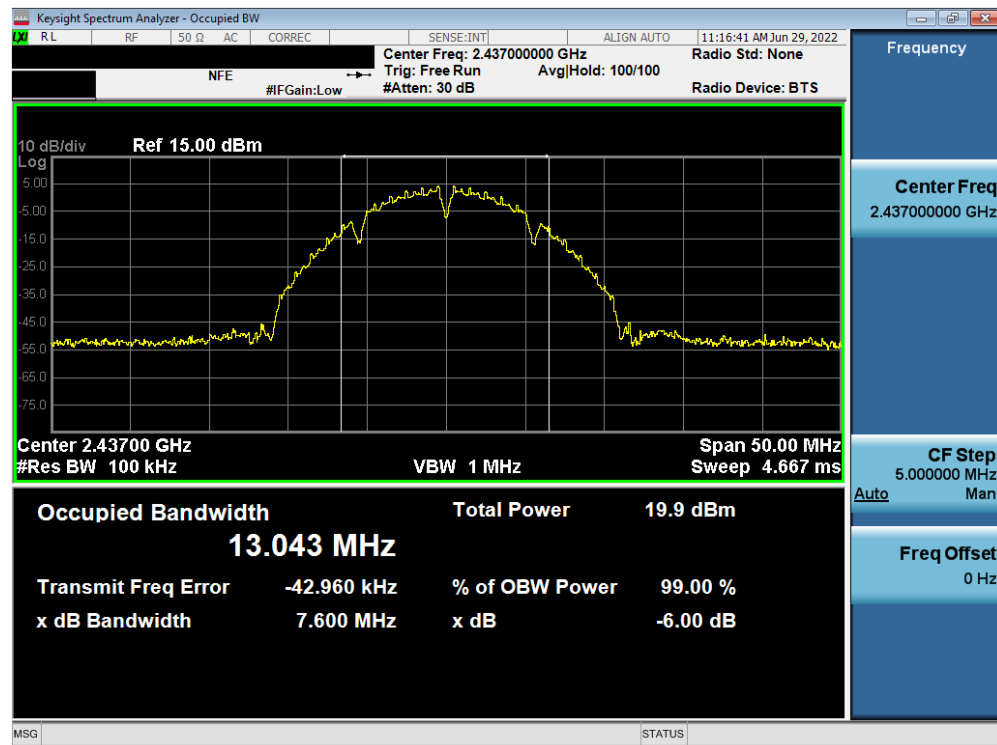 Keysight Spectrum Analyzer - Occupied BW
LXI RL RF 50 Ω AC CORREC SENSE:INT ALIGN AUTO 11:16:41 AM Jun 29, 2022
Center Freq: 2.437000000 GHz Radio Std: None
NFE Trig: Free Run Avg|Hold: 100/100
#IFGain:Low #Atten: 30 dB Radio Device: BTS
10 dB/div Ref 15.00 dBm
Log
5.00
-5.00
-15.0
-25.0
-35.0
-45.0
-55.0
-65.0
-75.0
Center 2.43700 GHz Span 50.00 MHz
#Res BW 100 kHz VBW 1 MHz Sweep 4.667 ms
Occupied Bandwidth Total Power 19.9 dBm
13.043 MHz
Transmit Freq Error -42.960 kHz % of OBW Power 99.00 %
x dB Bandwidth 7.600 MHz x dB -6.00 dB
Frequency
Center Freq
2.437000000 GHz
CF Step
5.000000 MHz
Auto Man
Freq Offset
0 Hz
MSG STATUS